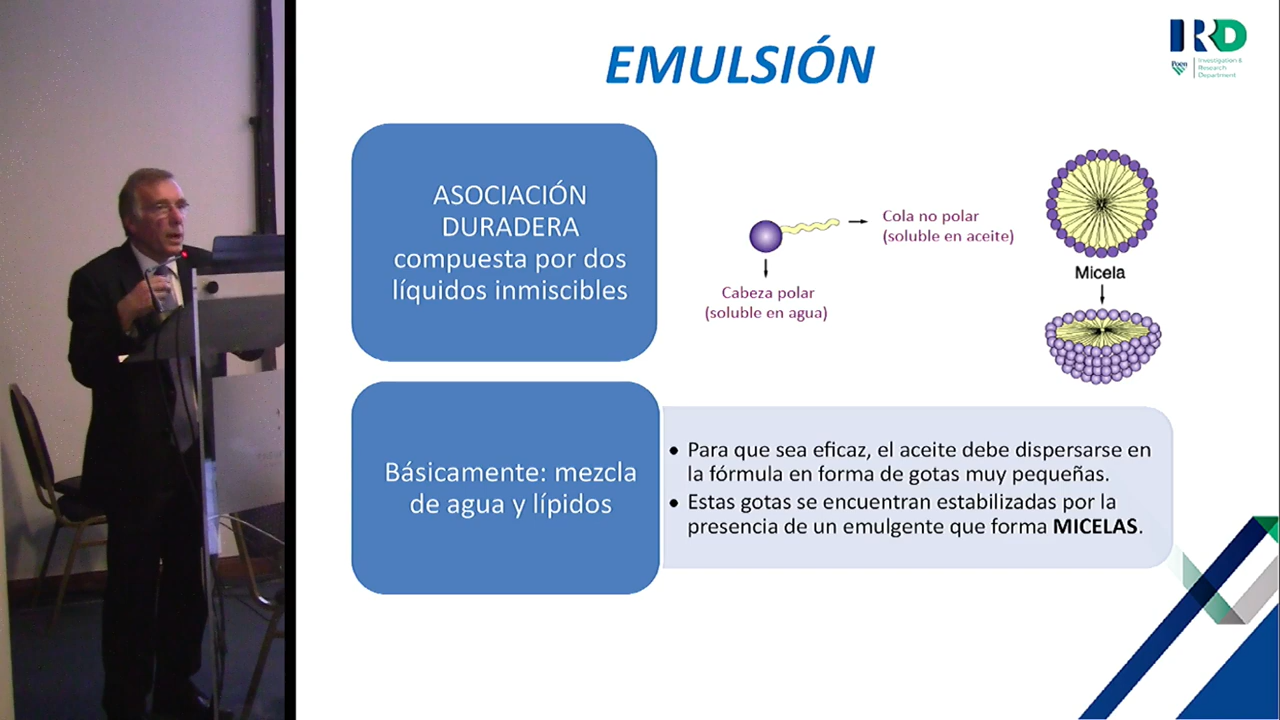 EMULSIÓN
IRD
Poen
Investigation &
Research
Department
ASOCIACIÓN
DURADERA
compuesta por dos
líquidos inmiscibles
Cola no polar
(soluble en aceite)
Cabeza polar
(soluble en agua)
Micela
Básicamente: mezcla
de agua y lípidos
• Para que sea eficaz, el aceite debe dispersarse en
la fórmula en forma de gotas muy pequeñas.
• Estas gotas se encuentran estabilizadas por la
presencia de un emulgente que forma MICELAS.